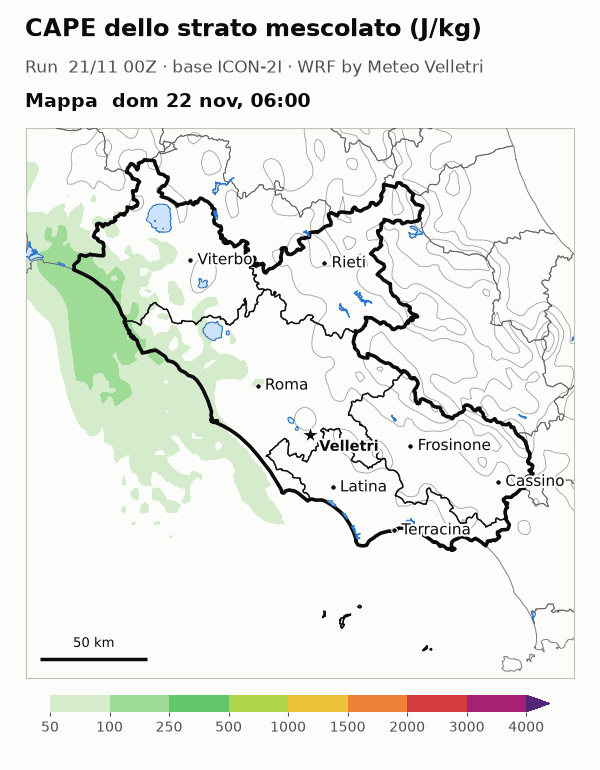 CAPE dello strato mescolato (J/kg)
Run  21/11 00Z · base ICON-2I · WRF by Meteo Velletri
Mappa  dom 22 nov, 06:00
Viterbo
Rieti
Roma
Velletri
Frosinone
Latina
Cassino
Terracina
50 km
50 100 250 500 1000 1500 2000 3000 4000